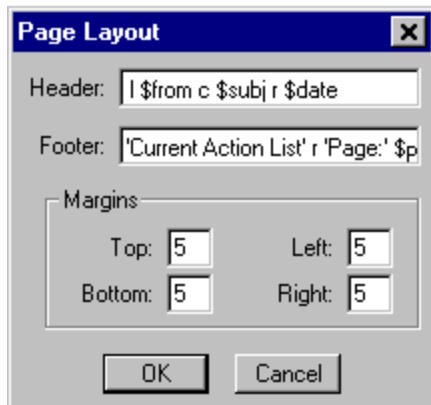 Page Layout
Header: l $from c $subj r $date
Footer: 'Current Action List' r 'Page:' $p
Margins
Top: 5 Left: 5
Bottom: 5 Right: 5
OK Cancel